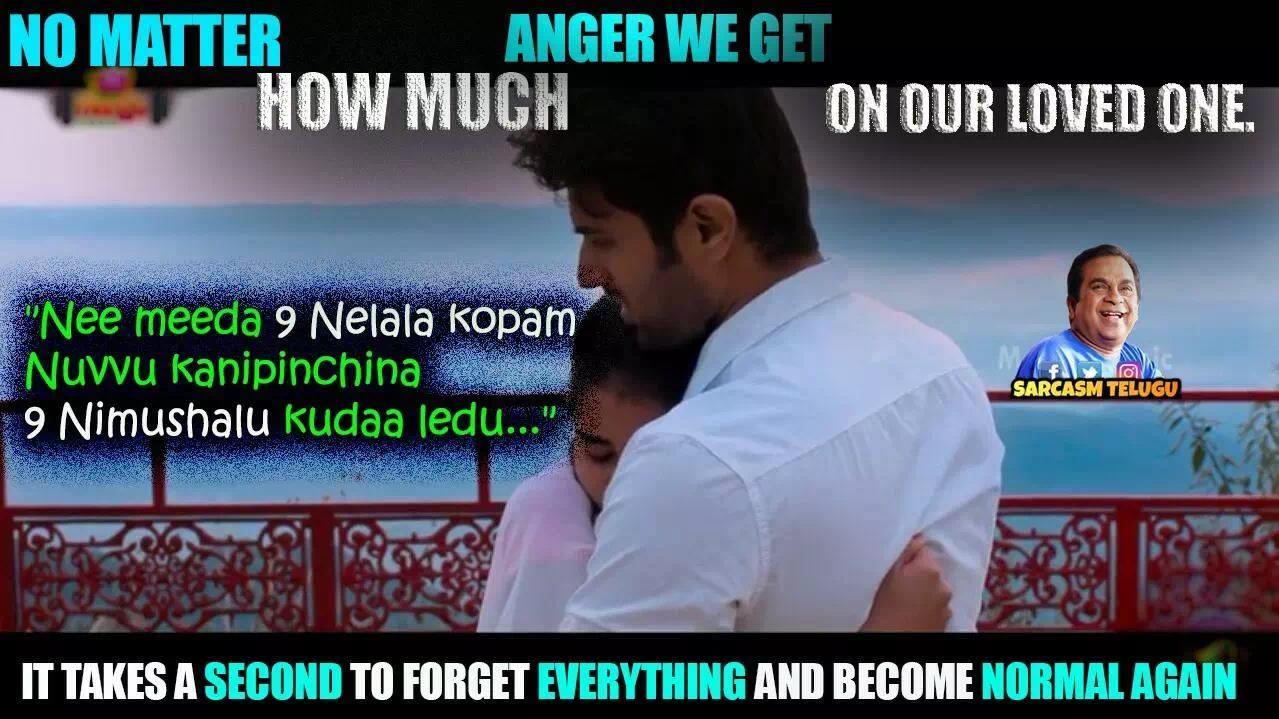 NO MATTER
HOW MUCH
ANGER WE GET
ON OUR LOVED ONE.
"Nee meeda 9 Nelala kopam
Nuvvu kanipinchina
9 Nimushalu kudaa ledu..."
SARCASM TELUGU
IT TAKES A SECOND TO FORGET EVERYTHING AND BECOME NORMAL AGAIN